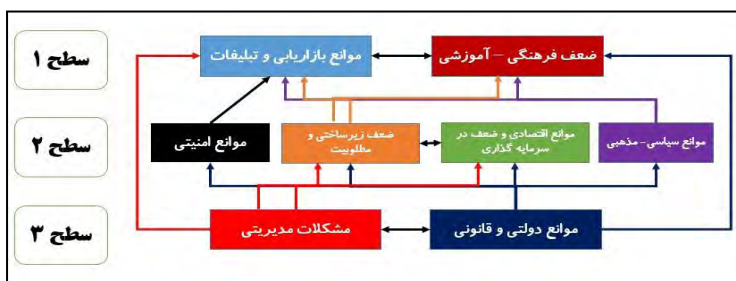 سطح ۱
ضعف فرهنگی – آموزشی
موانع بازاریابی و تبلیغات
سطح ۲
موانع سیاسی- مذهبی
موانع اقتصادی و ضعف در
سرمایه گذاری
ضعف زیرساختی و
مطلوبیت
موانع امنیتی
سطح ۳
موانع دولتی و قانونی
مشکلات مدیریتی